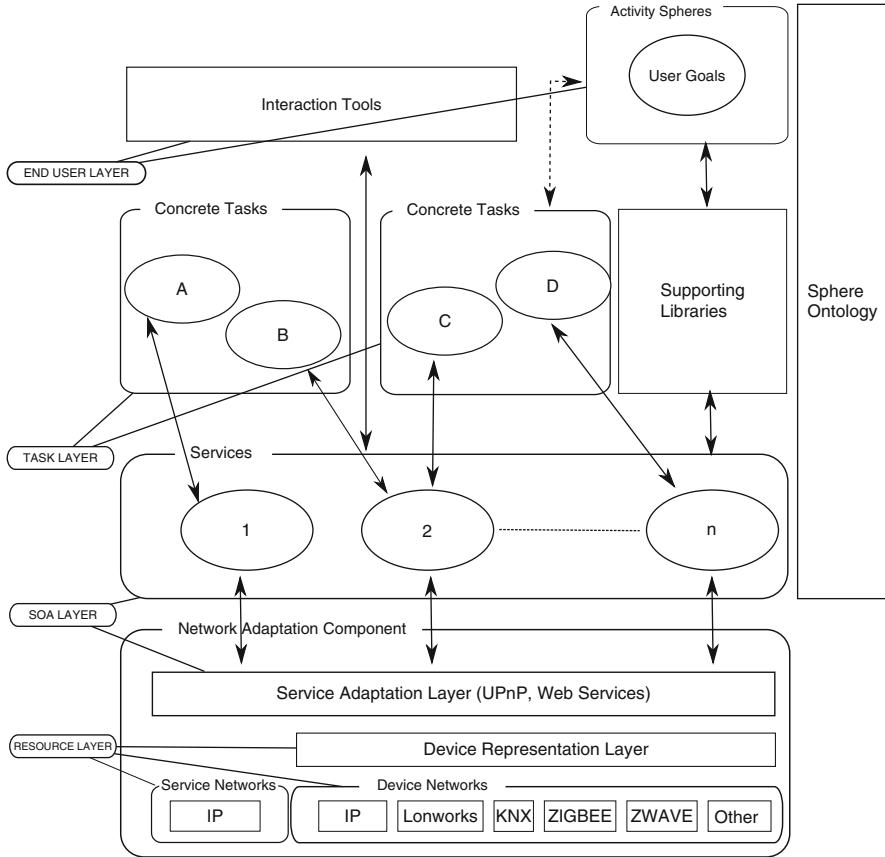 Activity Spheres
User Goals
Interaction Tools
END USER LAYER
Concrete Tasks
Concrete Tasks
A
B
C
D
Supporting
Libraries
Sphere
Ontology
TASK LAYER
Services
1
2
n
SOA LAYER
Network Adaptation Component
Service Adaptation Layer (UPnP, Web Services)
RESOURCE LAYER
Device Representation Layer
Service Networks
Device Networks
IP
IP
Lonworks
KNX
ZIGBEE
ZWAVE
Other